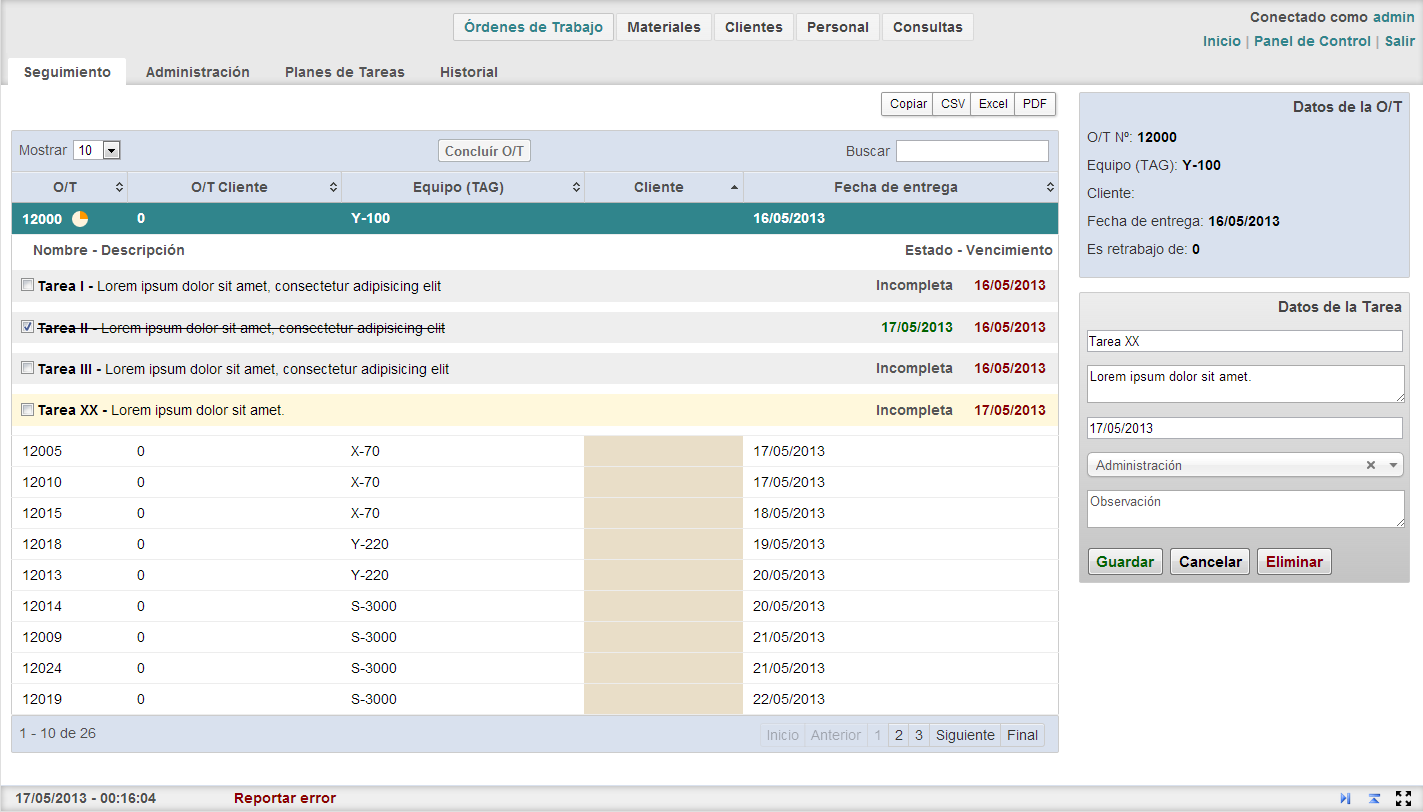 Órdenes de Trabajo Materiales Clientes Personal Consultas
Conectado como admin
Inicio | Panel de Control | Salir
Seguimiento Administración Planes de Tareas Historial
Copiar CSV Excel PDF
Mostrar 10 Concluír O/T Buscar
O/T O/T Cliente Equipo (TAG) Cliente Fecha de entrega
12000 0 Y-100 16/05/2013
Nombre - Descripción Estado - Vencimiento
Tarea I - Lorem ipsum dolor sit amet, consectetur adipisicing elit Incompleta 16/05/2013
Tarea II - Lorem ipsum dolor sit amet, consectetur adipisicing elit 17/05/2013 16/05/2013
Tarea III - Lorem ipsum dolor sit amet, consectetur adipisicing elit Incompleta 16/05/2013
Tarea XX - Lorem ipsum dolor sit amet. Incompleta 17/05/2013
12005 0 X-70 17/05/2013
12010 0 X-70 17/05/2013
12015 0 X-70 18/05/2013
12018 0 Y-220 19/05/2013
12013 0 Y-220 20/05/2013
12014 0 S-3000 20/05/2013
12009 0 S-3000 21/05/2013
12024 0 S-3000 21/05/2013
12019 0 S-3000 22/05/2013
1 - 10 de 26 Inicio Anterior 1 2 3 Siguiente Final
Datos de la O/T
O/T Nº: 12000
Equipo (TAG): Y-100
Cliente:
Fecha de entrega: 16/05/2013
Es retrabajo de: 0
Datos de la Tarea
Tarea XX
Lorem ipsum dolor sit amet.
17/05/2013
Administración
Observación
Guardar Cancelar Eliminar
17/05/2013 - 00:16:04 Reportar error